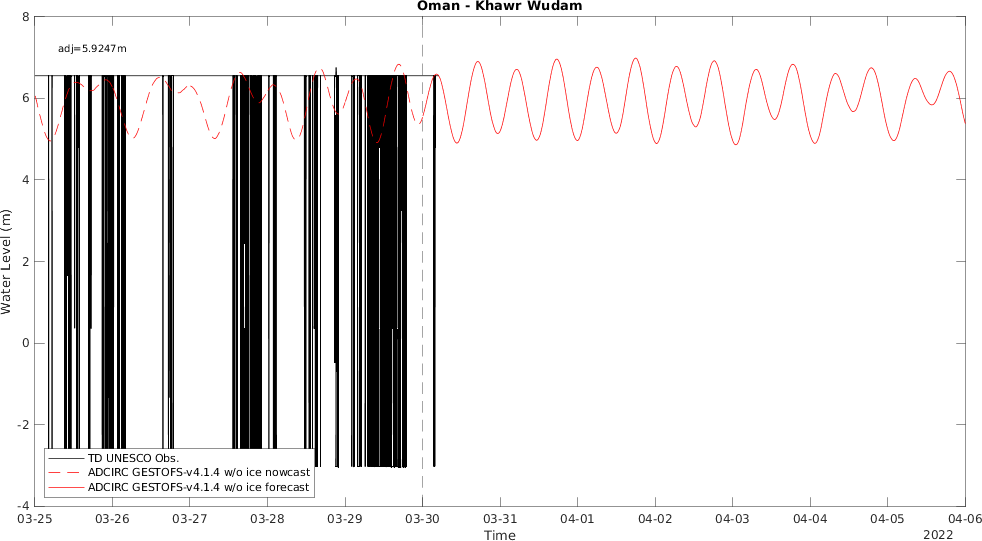 Oman - Khawr Wudam
adj=5.9247m
8
6
4
2
0
-2
-4
Water Level (m)
TD UNESCO Obs.
ADCIRC GESTOFS-v4.1.4 w/o ice nowcast
ADCIRC GESTOFS-v4.1.4 w/o ice forecast
03-25 03-26 03-27 03-28 03-29 03-30 03-31 04-01 04-02 04-03 04-04 04-05 04-06
Time
2022